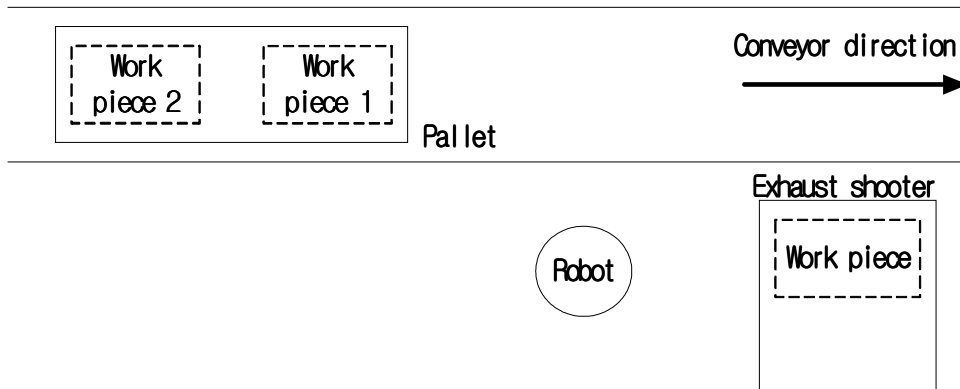 Work
piece 2
Work
piece 1
Conveyor direction
Pallet
Exhaust shooter
Work piece
Robot